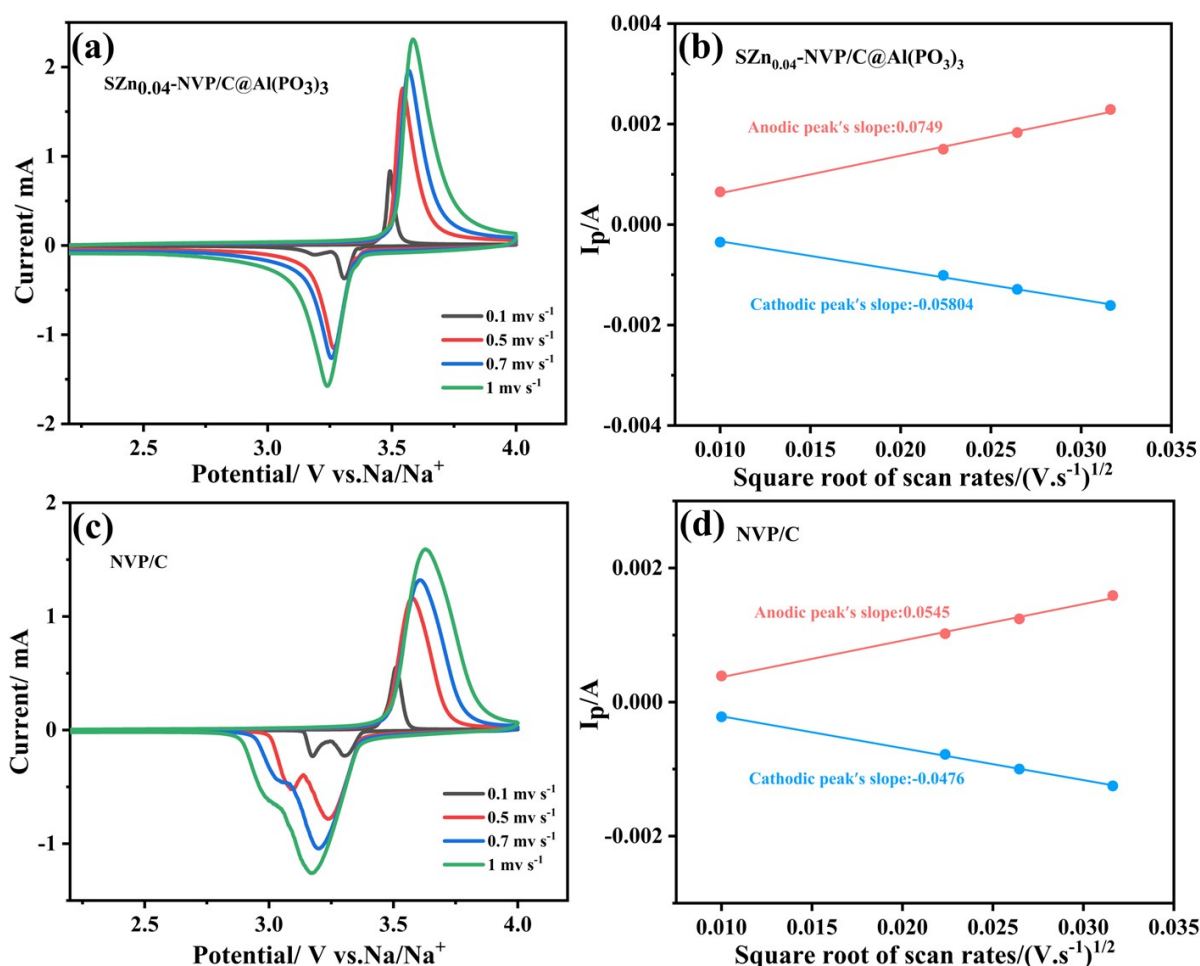 (a)
SZn0.04-NVP/C@Al(PO3)3
2
1
0
-1
-2
Current/ mA
0.1 mv s-1
0.5 mv s-1
0.7 mv s-1
1 mv s-1
2.5 3.0 3.5 4.0
Potential/ V vs.Na/Na+
(b)
SZn0.04-NVP/C@Al(PO3)3
0.004
0.002
0.000
-0.002
-0.004
Ip/A
Anodic peak's slope:0.0749
Cathodic peak's slope:-0.05804
0.010 0.015 0.020 0.025 0.030 0.035
Square root of scan rates/(V.s-1)1/2
(c)
NVP/C
2
1
0
-1
Current/ mA
0.1 mv s-1
0.5 mv s-1
0.7 mv s-1
1 mv s-1
2.5 3.0 3.5 4.0
Potential/ V vs.Na/Na+
(d) NVP/C
0.002
0.000
-0.002
Ip/A
Anodic peak's slope:0.0545
Cathodic peak's slope:-0.0476
0.010 0.015 0.020 0.025 0.030 0.035
Square root of scan rates/(V.s-1)1/2